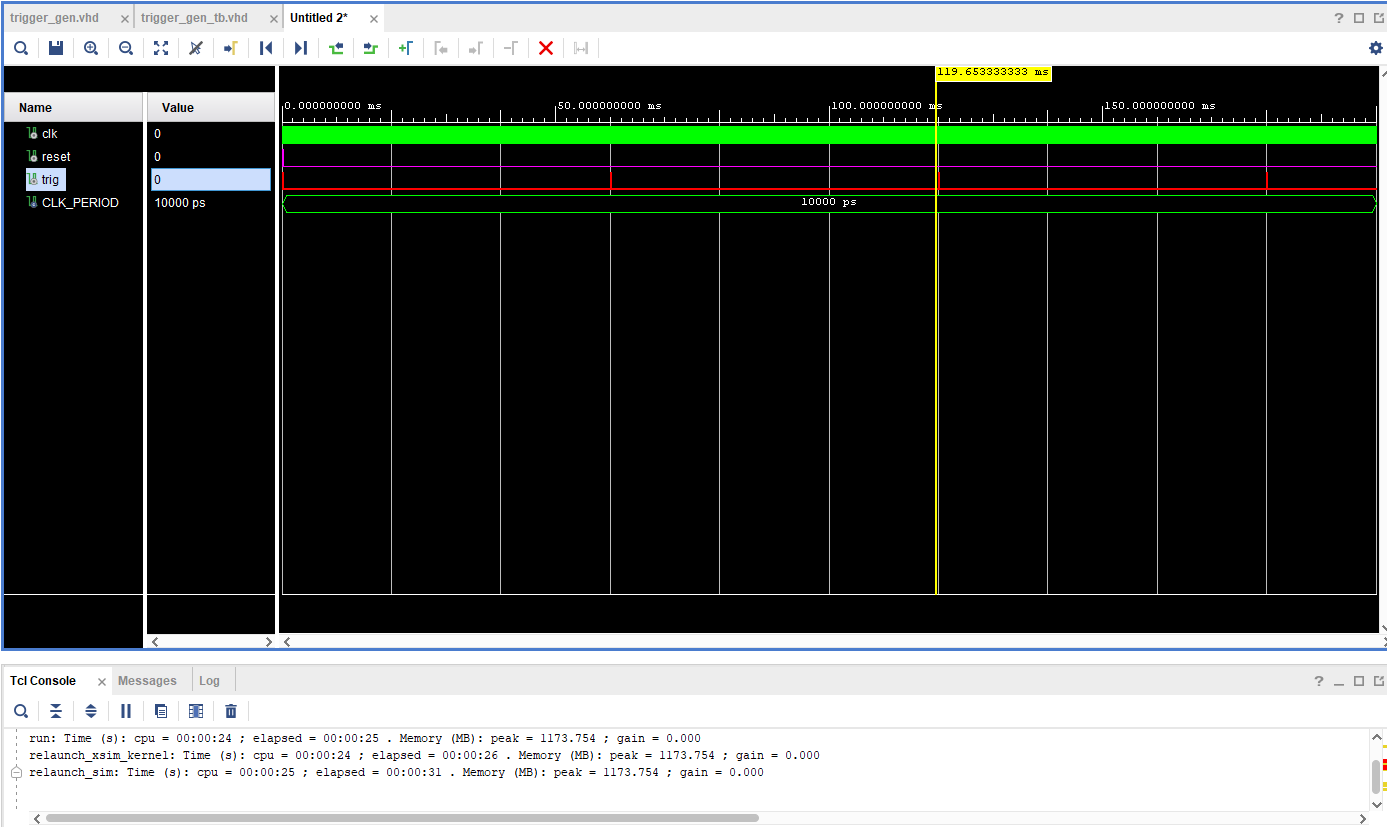 trigger_gen.vhd × trigger_gen_tb.vhd × Untitled 2* ×
119.653333333 ms
Name Value
0.000000000 ms 50.000000000 ms 100.000000000 ms 150.000000000 ms
clk 0
reset 0
trig 0
CLK_PERIOD 10000 ps 10000 ps
Tcl Console × Messages Log
run: Time (s): cpu = 00:00:24 ; elapsed = 00:00:25 . Memory (MB): peak = 1173.754 ; gain = 0.000
relaunch_xsim_kernel: Time (s): cpu = 00:00:24 ; elapsed = 00:00:26 . Memory (MB): peak = 1173.754 ; gain = 0.000
relaunch_sim: Time (s): cpu = 00:00:25 ; elapsed = 00:00:31 . Memory (MB): peak = 1173.754 ; gain = 0.000